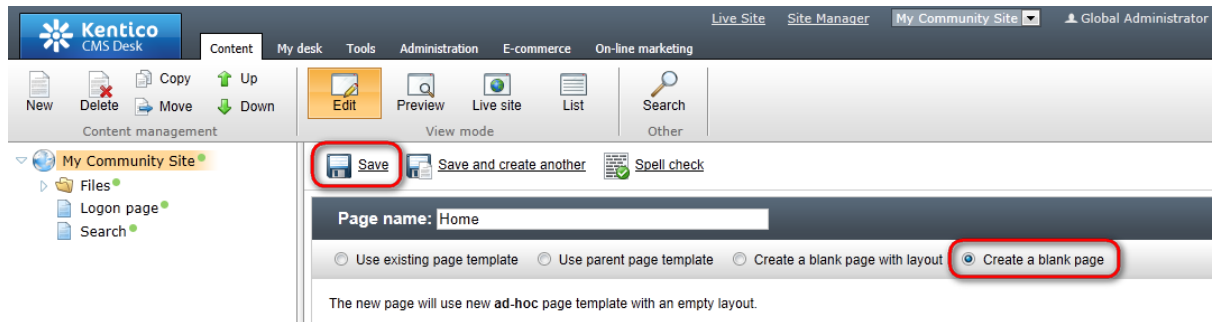 Live Site Site Manager My Community Site Global Administrator
Kentico
CMS Desk Content My desk Tools Administration E-commerce On-line marketing
New Delete Copy Move Up Down Edit Preview Live site List Search
Content management View mode Other
My Community Site Save Save and create another Spell check
Files
Logon page Page name: Home
Search
Use existing page template Use parent page template Create a blank page with layout Create a blank page
The new page will use new ad-hoc page template with an empty layout.